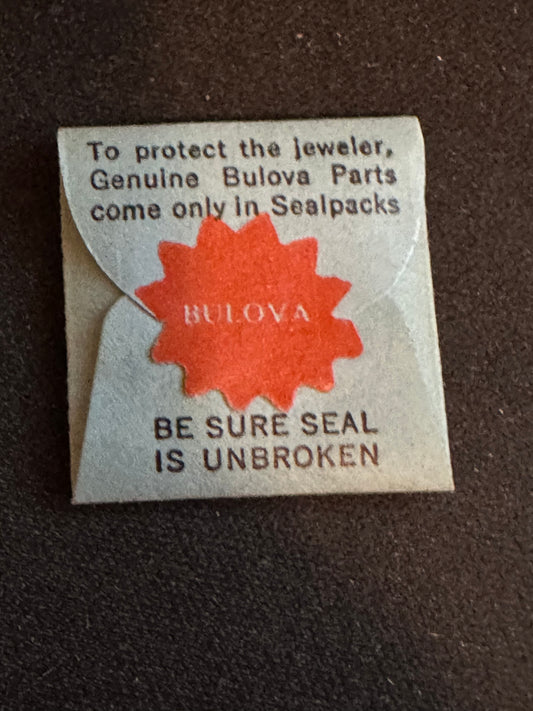 To protect the jeweler,
Genuine Bulova Parts
come only in Sealpacks
BULOVA
BE SURE SEAL
IS UNBROKEN